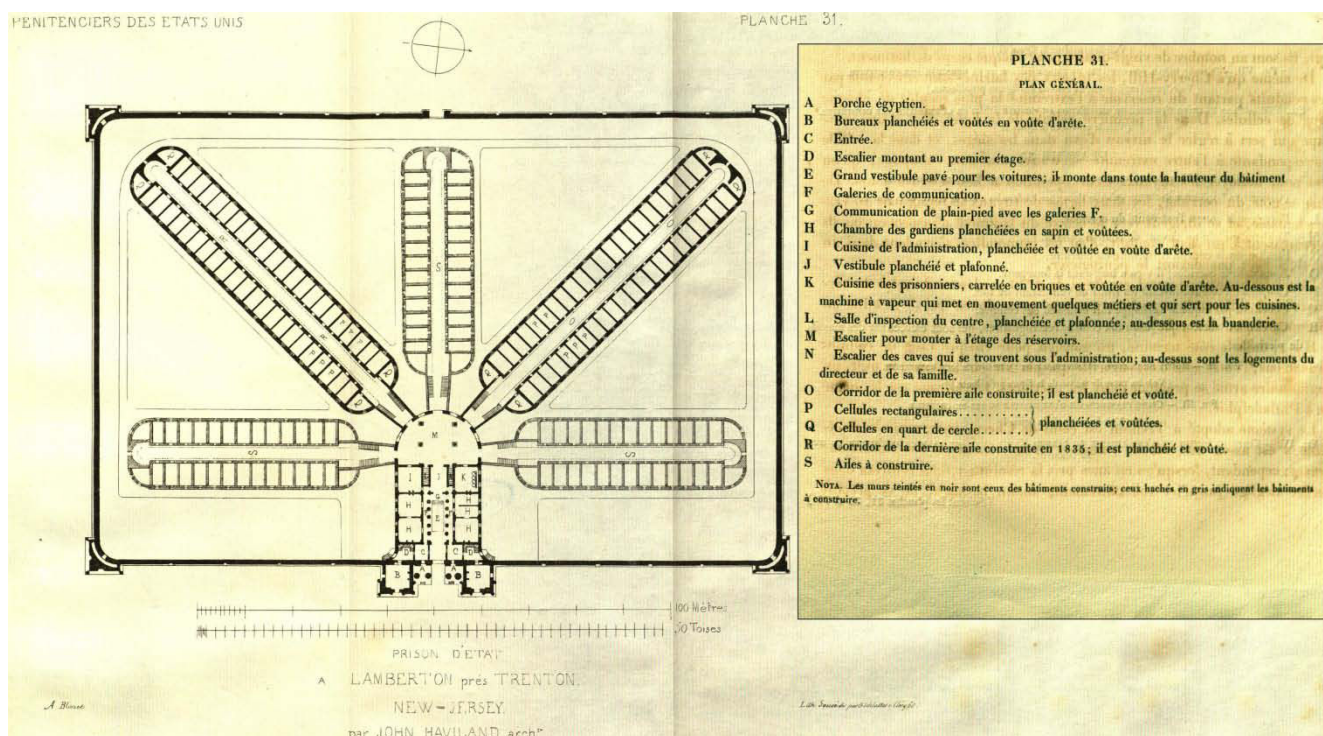 PENITENCIERS DES ETATS UNIS
PLANCHE 31.
PLANCHE 31.
PLAN GÉNÉRAL.
A Porche égyptien.
B Bureaux planchéiés et voûtés en voûte d'arête.
C Entrée.
D Escalier montant au premier étage.
E Grand vestibule pavé pour les voitures; il monte dans toute la hauteur du bâtiment
F Galeries de communication.
G Communication de plain-pied avec les galeries F.
H Chambre des gardiens planchéiées en sapin et voûtées.
I Cuisine de l'administration, planchéiée et voûtée en voûte d'arête.
J Vestibule planchéié et plafonné.
K Cuisine des prisonniers, carrelée en briques et voûtée en voûte d'arête. Au-dessous est la
machine à vapeur qui met en mouvement quelques métiers et qui sert pour les cuisines.
L Salle d'inspection du centre, planchéiée et plafonnée; au-dessous est la buanderie.
M Escalier pour monter à l'étage des réservoirs.
N Escalier des caves qui se trouvent sous l'administration; au-dessus sont les logements du
directeur et de sa famille.
O Corridor de la première aile construite; il est planchéié et voûté.
P Cellules rectangulaires..........
Q Cellules en quart de cercle.......
planchéiées et voûtées.
R Corridor de la dernière aile construite en 1835; il est planchéié et voûté.
S Ailes à construire.
NOTA. Les murs teintés en noir sont ceux des bâtiments construits; ceux hachés en gris indiquent les bâtiments
à construire.
S
O
R
P P P
Q
S
S
M
I J K
H G H
E
H H
D C C D
B A A B
100 Mètres
50 Toises
PRISON D'ETAT
A LAMBERTON prés TRENTON.
NEW-JERSEY.
par JOHN HAVILAND arch
A. Blouet